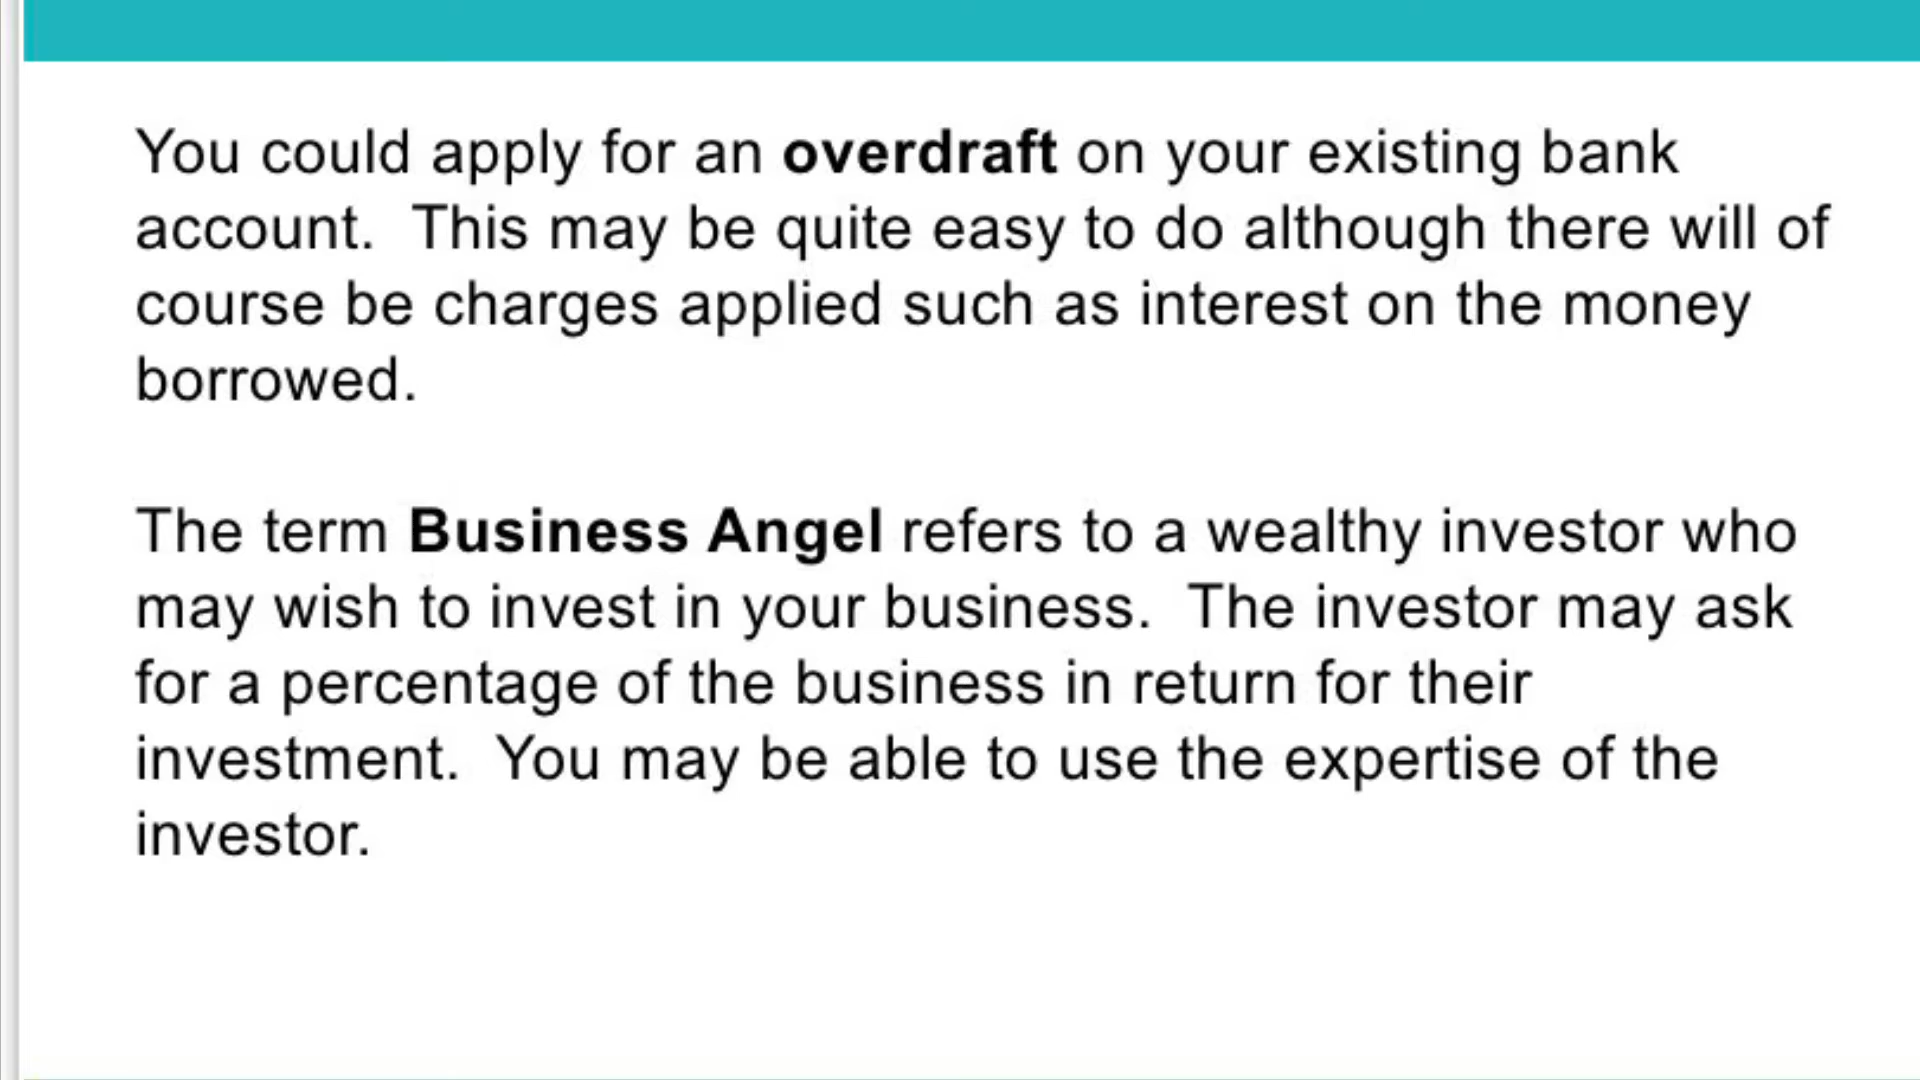 You could apply for an overdraft on your existing bank
account.  This may be quite easy to do although there will of
course be charges applied such as interest on the money
borrowed.
The term Business Angel refers to a wealthy investor who
may wish to invest in your business.  The investor may ask
for a percentage of the business in return for their
investment.  You may be able to use the expertise of the
investor.